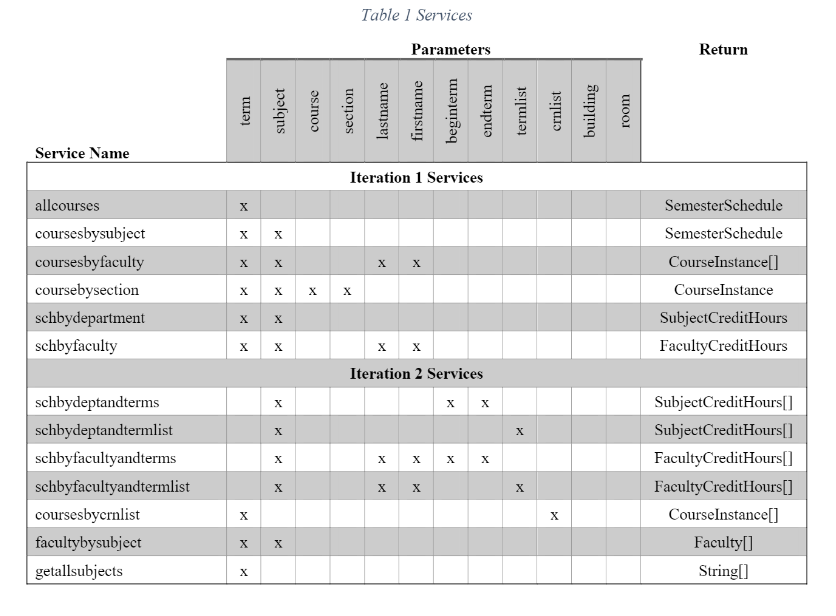 Table 1 Services
Parameters Return
Service Name term subject course section lastname firstname beginterm endterm termlist crnlist building room
Iteration 1 Services
allcourses x SemesterSchedule
coursesbysubject x x SemesterSchedule
coursesbyfaculty x x x x CourseInstance[]
coursebysection x x x x CourseInstance
schbydepartment x x SubjectCreditHours
schbyfaculty x x x x FacultyCreditHours
Iteration 2 Services
schbydeptandterms x x x SubjectCreditHours[]
schbydeptandtermlist x x SubjectCreditHours[]
schbyfacultyandterms x x x x x FacultyCreditHours[]
schbyfacultyandtermlist x x x x FacultyCreditHours[]
coursesbycrnlist x x CourseInstance[]
facultybysubject x x Faculty[]
getallsubjects x String[]